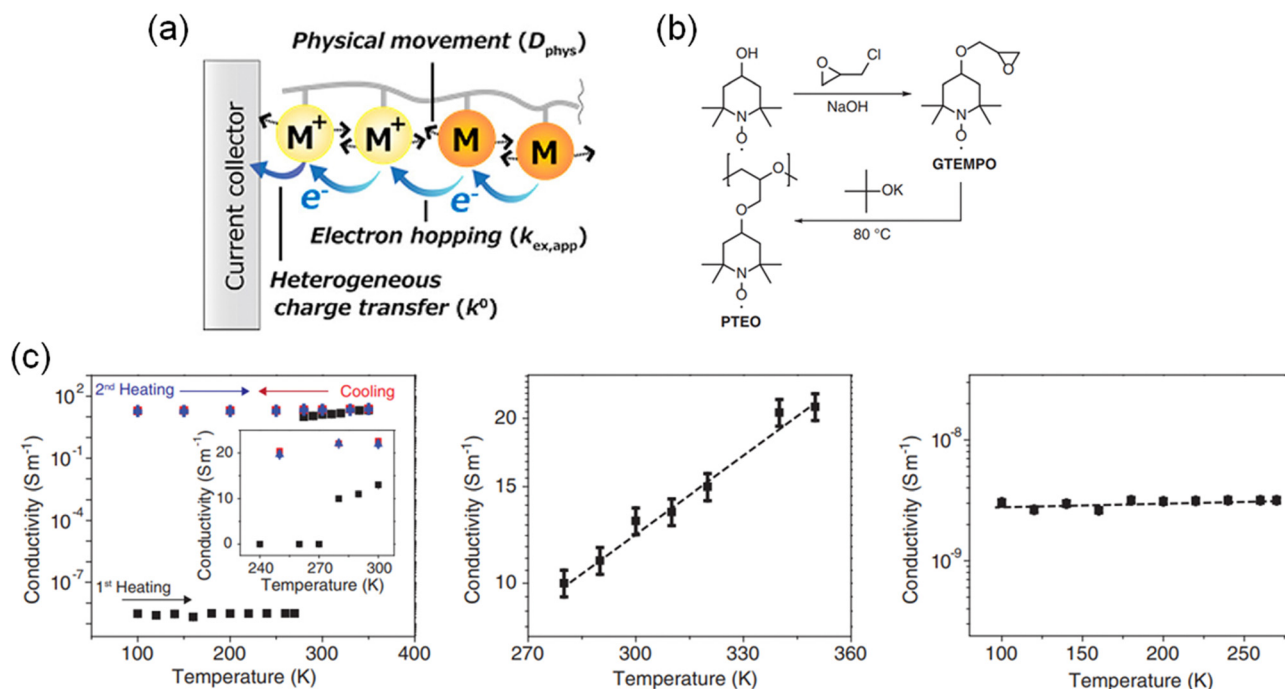 (a)
Physical movement (Dphys)
Current collector
M+
M+
M
M
e-
e-
Electron hopping (kex,app)
Heterogeneous
charge transfer (k0)
(b)
OH
O
Cl
NaOH
N
O
O
O
N
O
GTEMPO
OK
80 °C
O
O
N
O
PTEO
(c)
2nd Heating
Cooling
1st Heating
Conductivity (S m−1)
10²
10−1
10−4
10−7
100
200
300
400
Temperature (K)
Conductivity (S m−1)
20
10
0
240
260
280
300
Temperature (K)
Conductivity (S m−1)
20
15
10
270
300
330
360
Temperature (K)
Conductivity (S m−1)
10−8
10−9
100
150
200
250
Temperature (K)